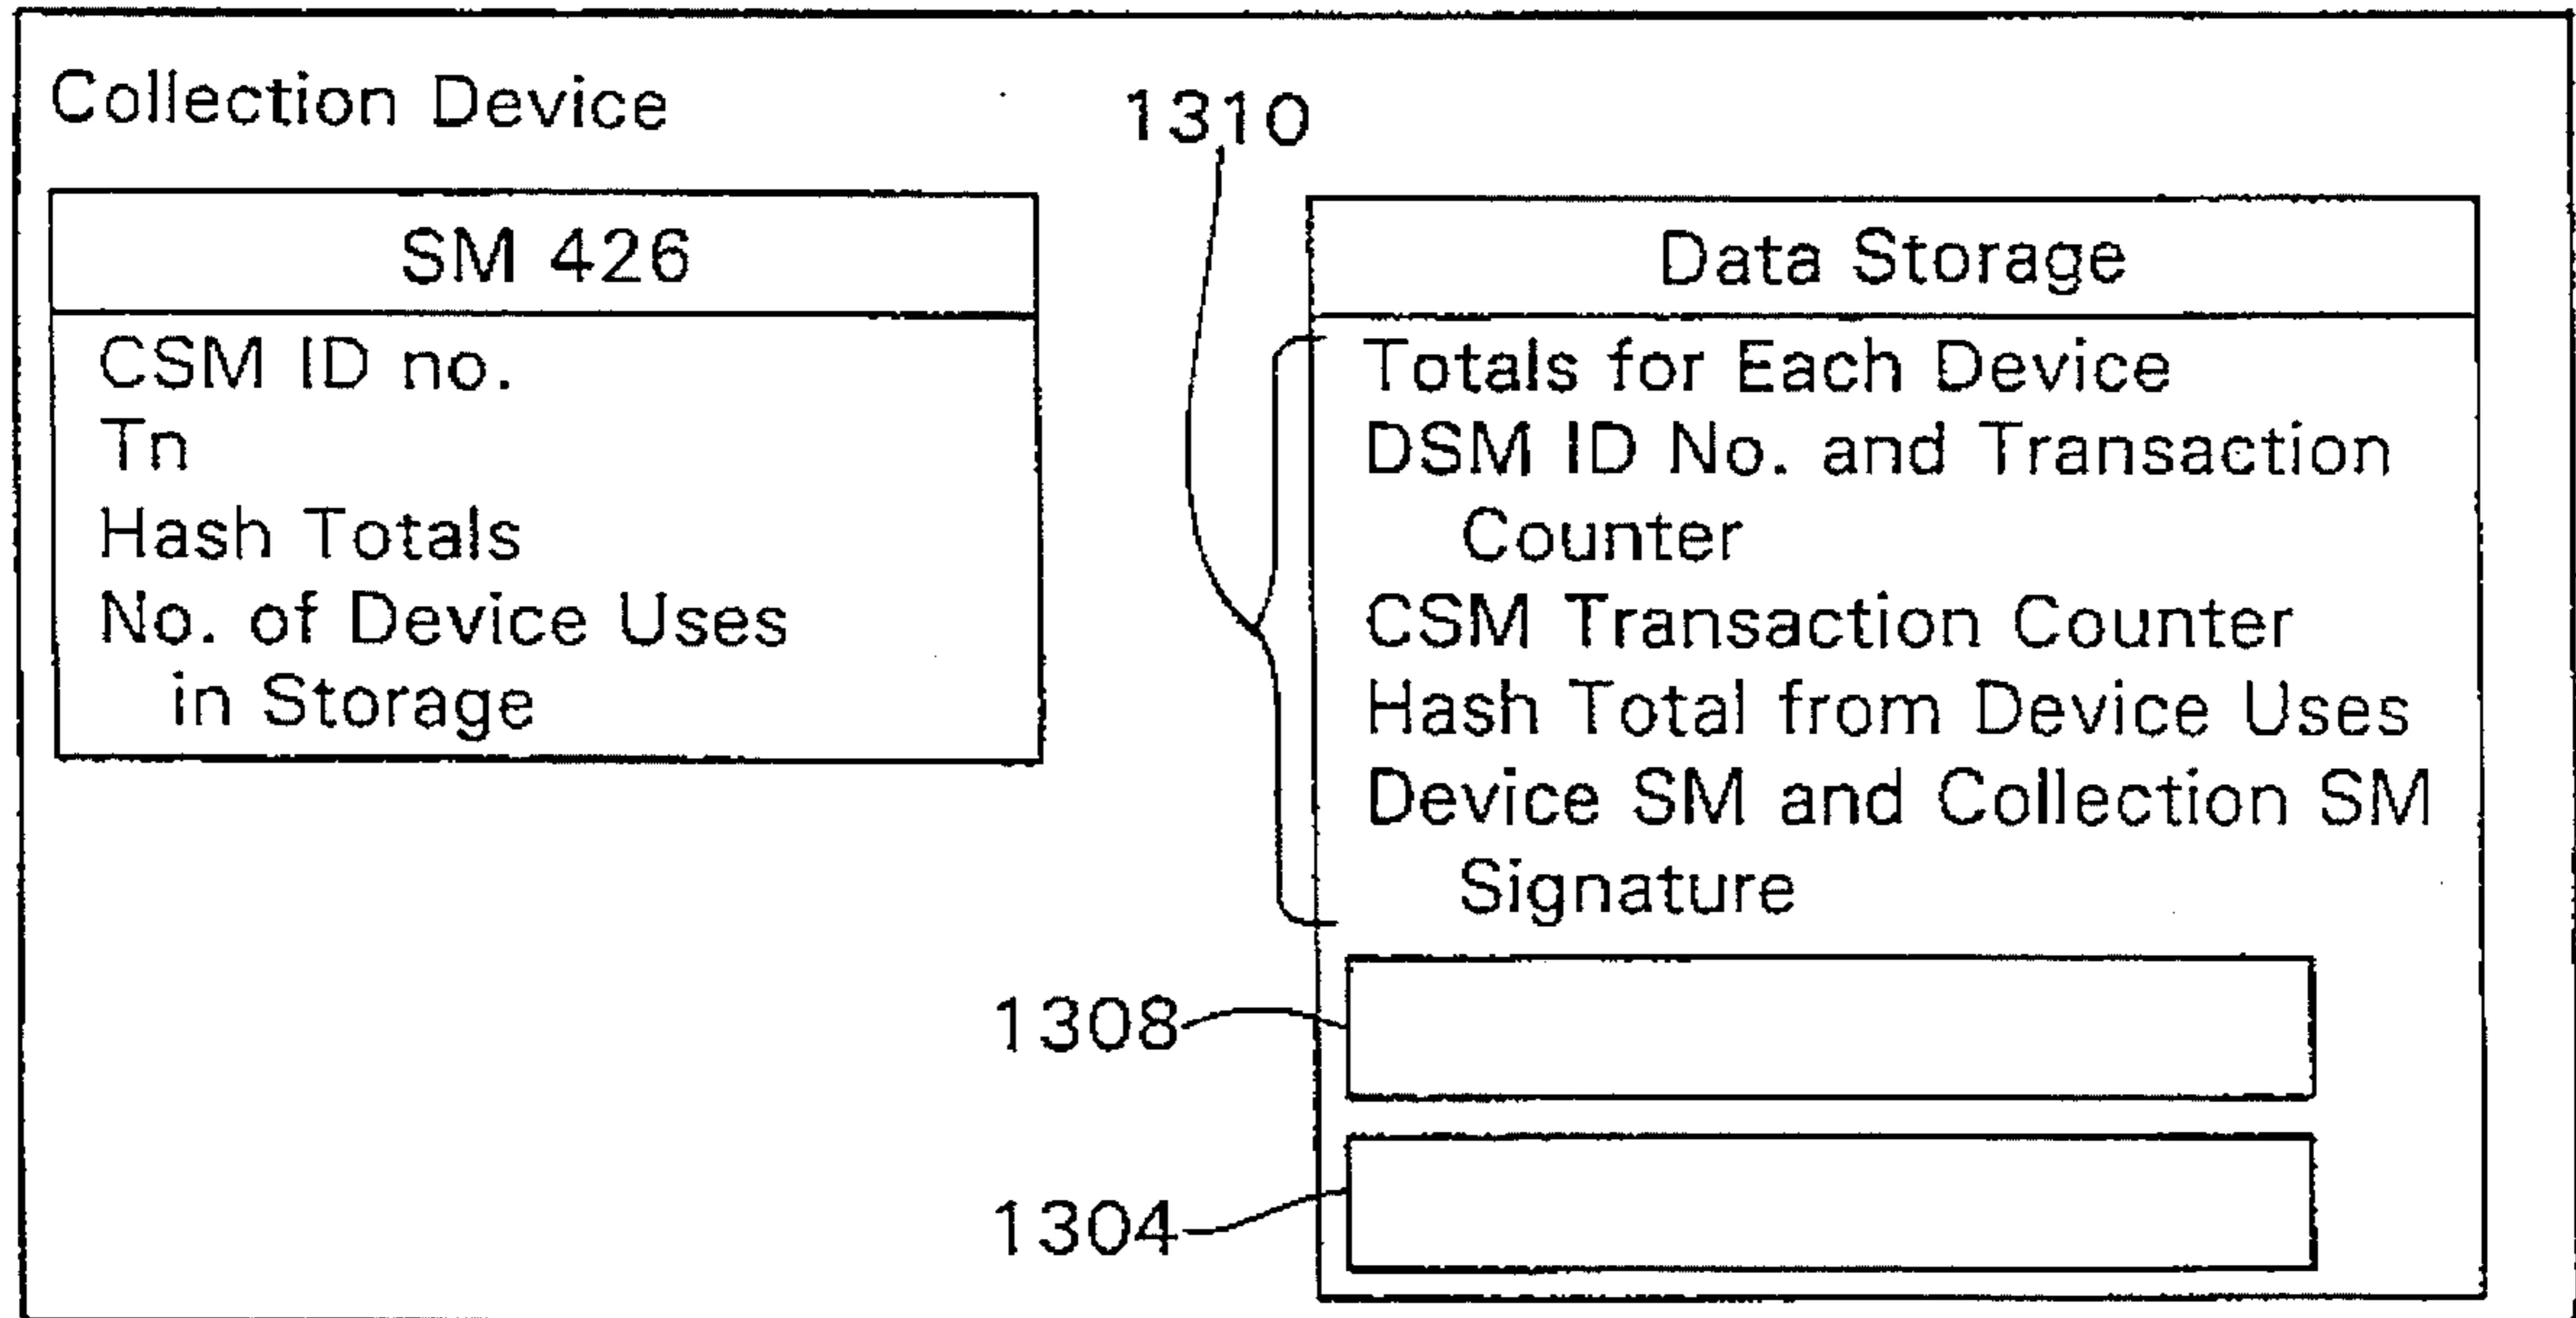 Collection Device
1310
SM 426
CSM ID no.
Tn
Hash Totals
No. of Device Uses
in Storage
Data Storage
Totals for Each Device
DSM ID No. and Transaction
Counter
CSM Transaction Counter
Hash Total from Device Uses
Device SM and Collection SM
Signature
1308
1304